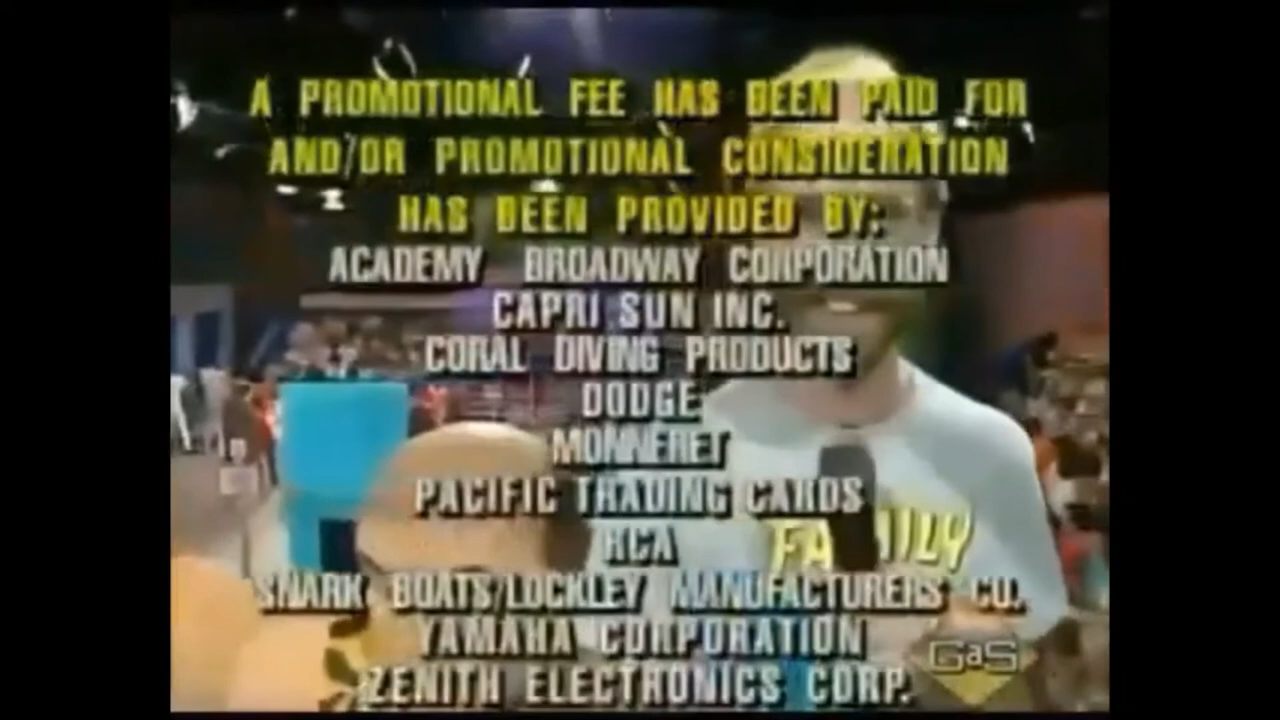 A PROMOTIONAL FEE HAS BEEN PAID FOR
AND/OR PROMOTIONAL CONSIDERATION
HAS BEEN PROVIDED BY:
ACADEMY BROADWAY CORPORATION
CAPRI SUN INC.
CORAL DIVING PRODUCTS
DODGE
MONNERET
PACIFIC TRADING CARDS
RCA
FAMILY
SNARK BOATS/LOCKLEY MANUFACTURERS CO.
YAMAHA CORPORATION
GaS
ZENITH ELECTRONICS CORP.